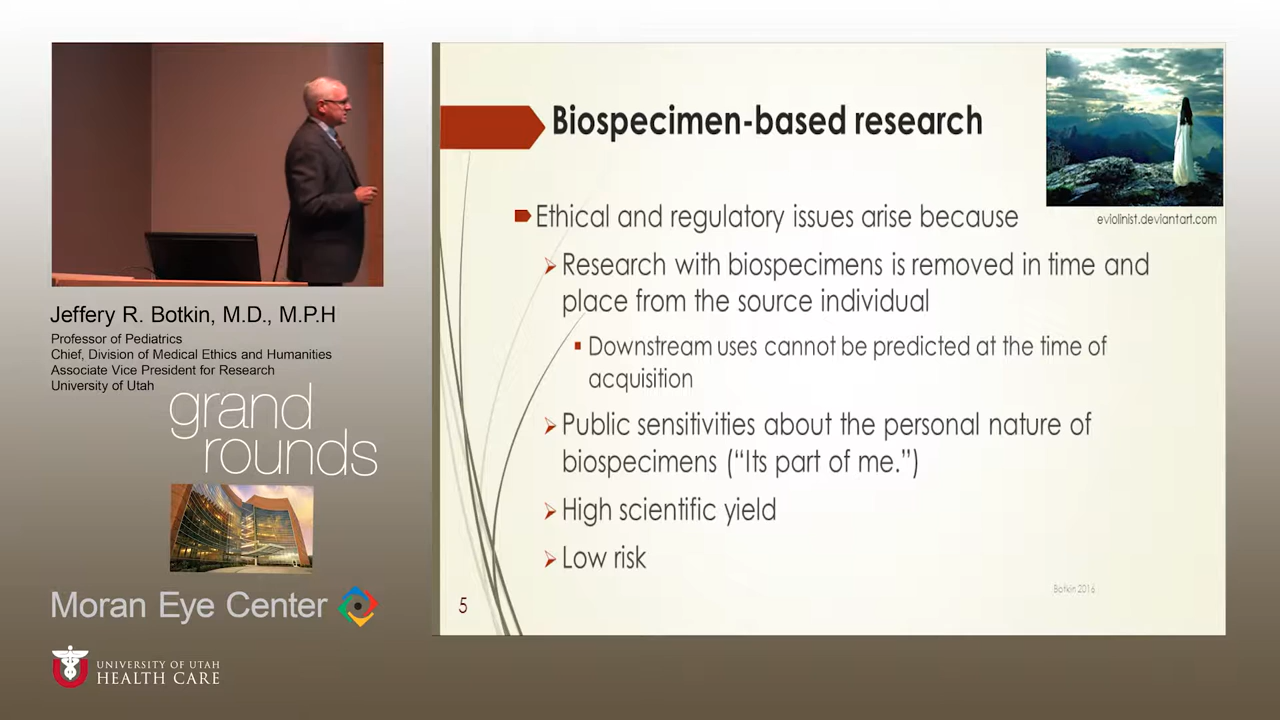 Jeffery R. Botkin, M.D., M.P.H
Professor of Pediatrics
Chief, Division of Medical Ethics and Humanities
Associate Vice President for Research
University of Utah
grand
rounds
Moran Eye Center
UNIVERSITY OF UTAH
HEALTH CARE
Biospecimen-based research
eviolinist.deviantart.com
Ethical and regulatory issues arise because
Research with biospecimens is removed in time and
place from the source individual
Downstream uses cannot be predicted at the time of
acquisition
Public sensitivities about the personal nature of
biospecimens (“Its part of me.”)
High scientific yield
Low risk
Botkin 2016
5